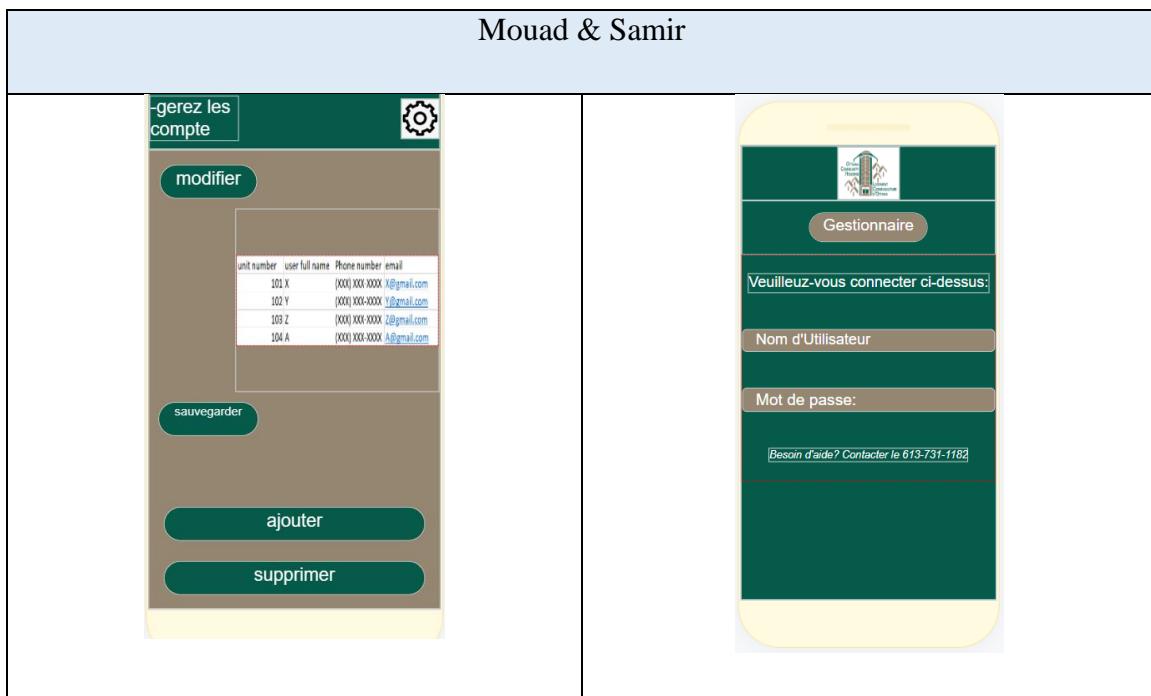 Mouad & Samir
-gerez les
compte
modifier
unit number user full name Phone number email
101 X (XXX) XXX-XXXX X@gmail.com
102 Y (XXX) XXX-XXXX Y@gmail.com
103 Z (XXX) XXX-XXXX Z@gmail.com
104 A (XXX) XXX-XXXX A@gmail.com
sauvegarder
ajouter
supprimer
Gestionnaire
Veuilleuz-vous connecter ci-dessus:
Nom d'Utilisateur
Mot de passe:
Besoin d'aide? Contacter le 613-731-1182